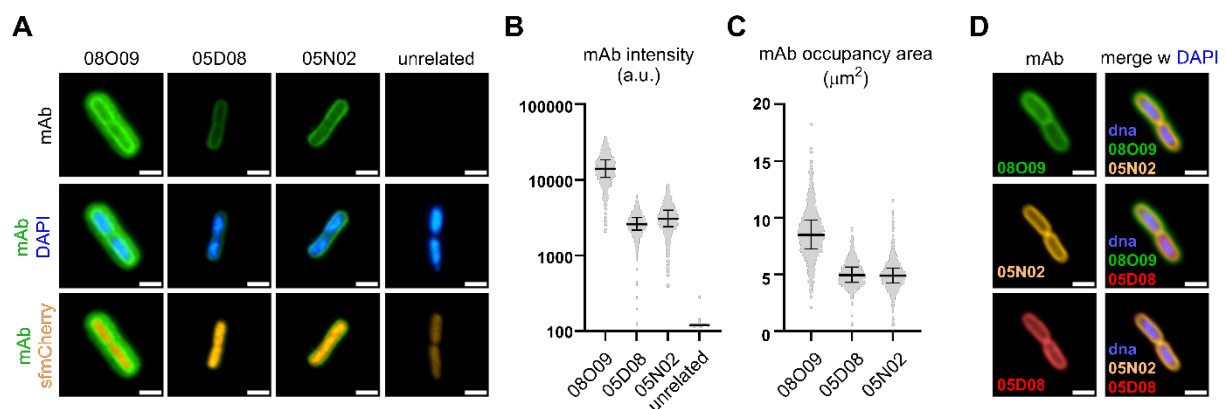 A
08O09 05D08 05N02 unrelated
mAb
mAb
DAPI
mAb
sfmCherry
B
mAb intensity
(a.u.)
100000
10000
1000
100
08O09
05D08
05N02
unrelated
C
mAb occupancy area
(μm²)
20
15
10
5
0
08O09
05D08
05N02
D
mAb merge w DAPI
08O09
dna
08O09
05N02
05N02
dna
08O09
05D08
05D08
dna
05N02
05D08